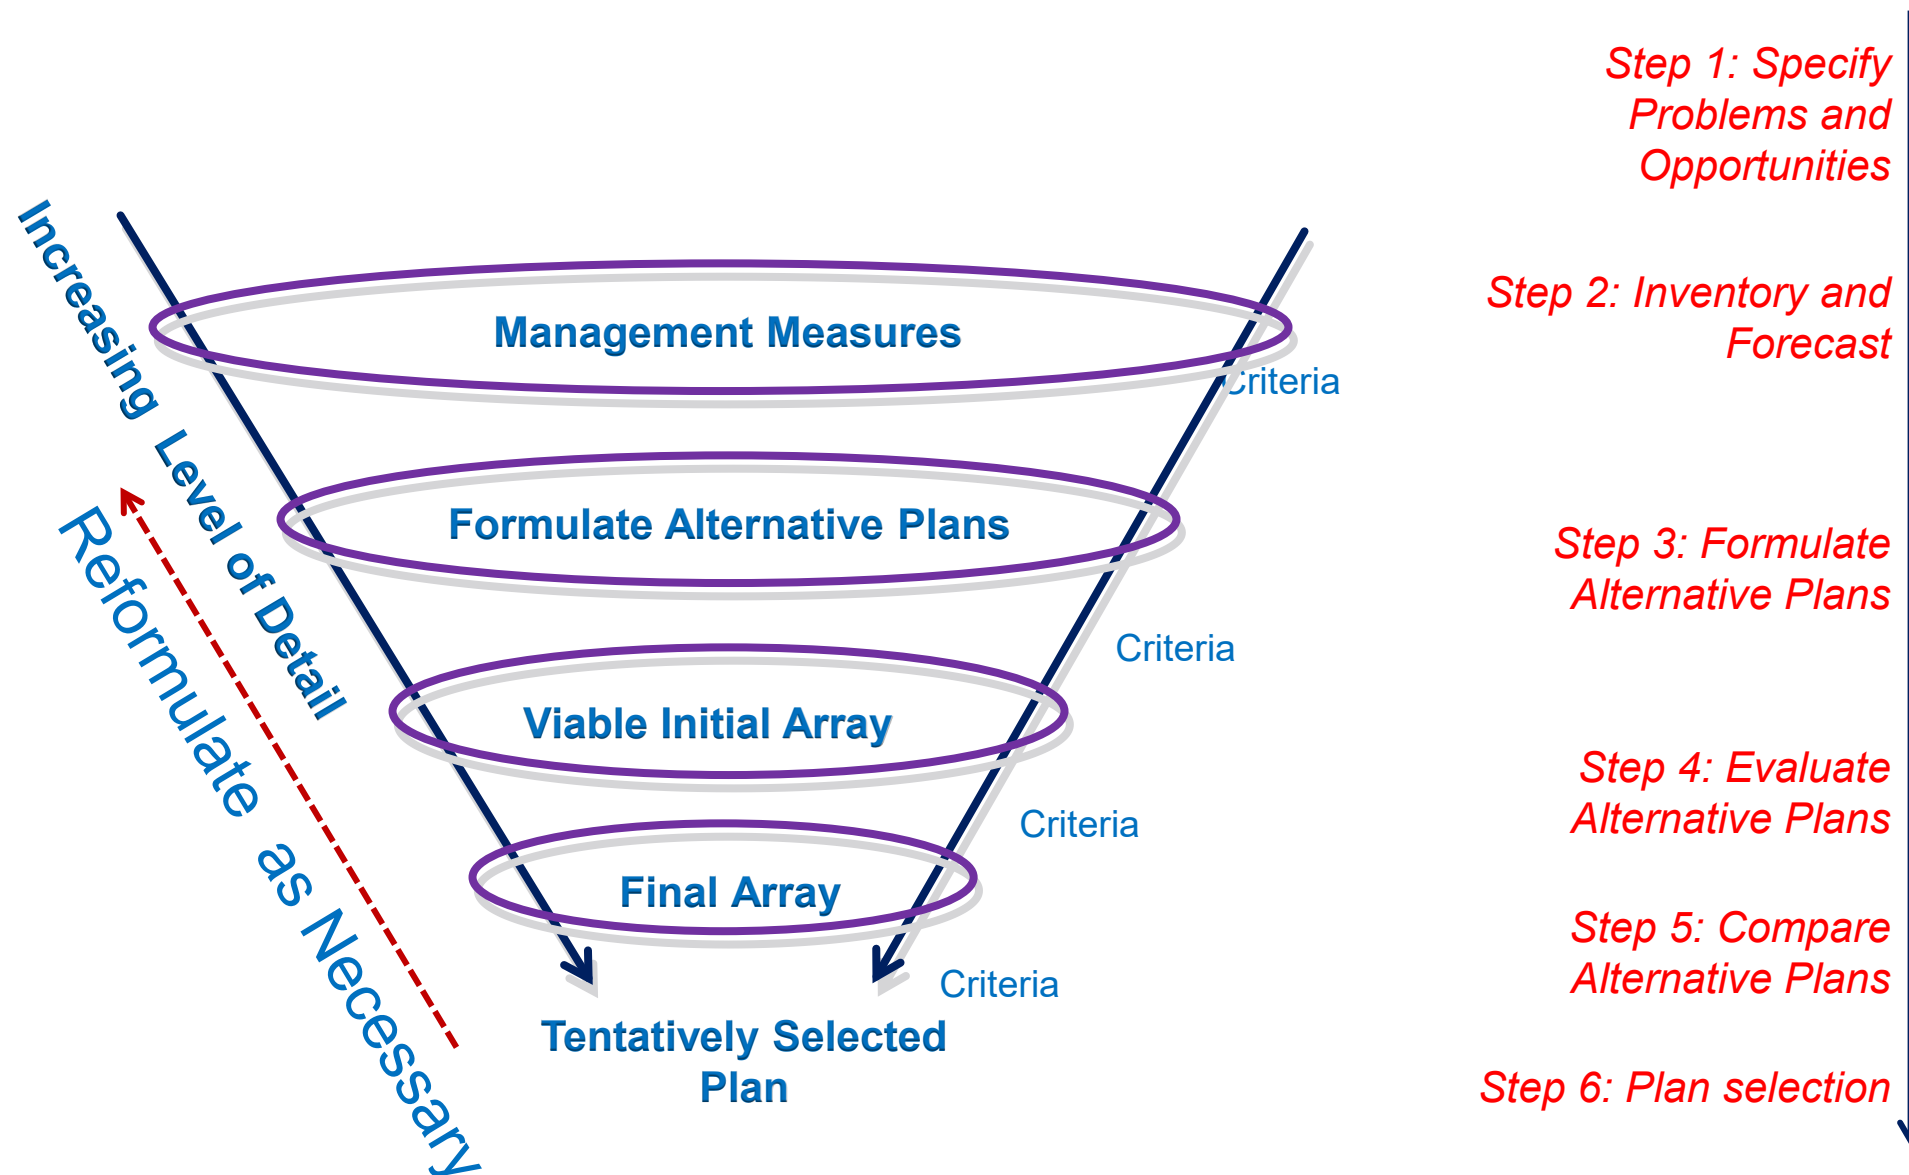 Increasing Level of Detail
Reformulate as Necessary
Management Measures
Criteria
Formulate Alternative Plans
Criteria
Viable Initial Array
Criteria
Final Array
Criteria
Tentatively Selected
Plan
Step 1: Specify
Problems and
Opportunities
Step 2: Inventory and
Forecast
Step 3: Formulate
Alternative Plans
Step 4: Evaluate
Alternative Plans
Step 5: Compare
Alternative Plans
Step 6: Plan selection